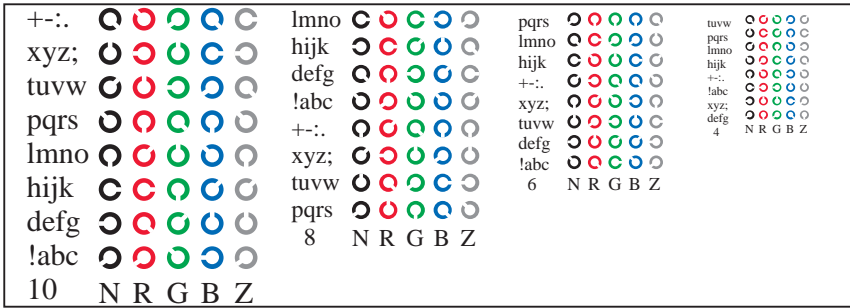 +-:.
xyz;
tuvw
pqrs
lmno
hijk
defg
!abc
10 N R G B Z
lmno
hijk
defg
!abc
+-:.
xyz;
tuvw
pqrs
8 N R G B Z
pqrs
lmno
hijk
+-:.
xyz;
tuvw
defg
!abc
6 N R G B Z
tuvw
pqrs
lmno
hijk
+-:.
!abc
xyz;
defg
4 N R G B Z